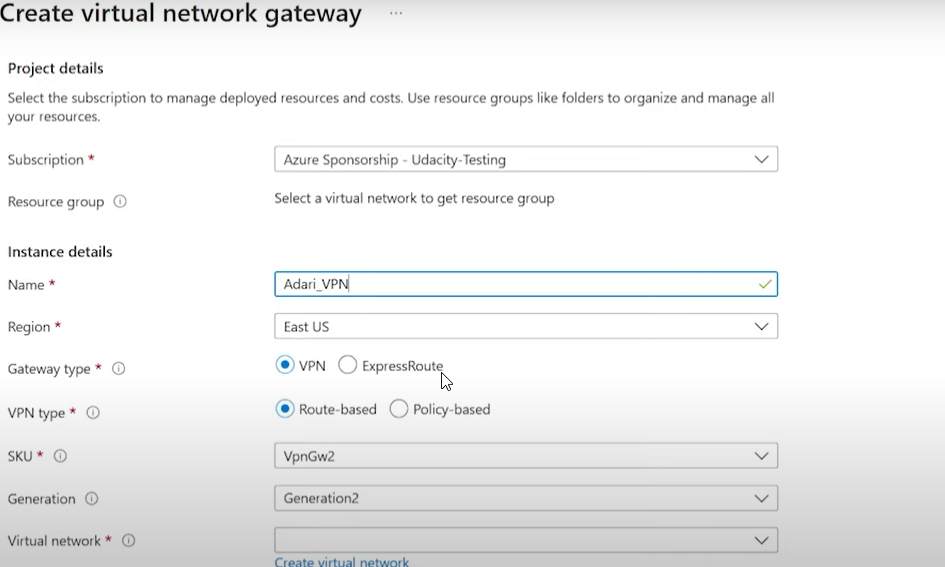 Create virtual network gateway ...
Project details
Select the subscription to manage deployed resources and costs. Use resource groups like folders to organize and manage all
your resources.
Subscription * Azure Sponsorship - Udacity-Testing
Resource group Select a virtual network to get resource group
Instance details
Name * Adari_VPN
Region * East US
Gateway type * VPN ExpressRoute
VPN type * Route-based Policy-based
SKU * VpnGw2
Generation Generation2
Virtual network *
Create virtual network